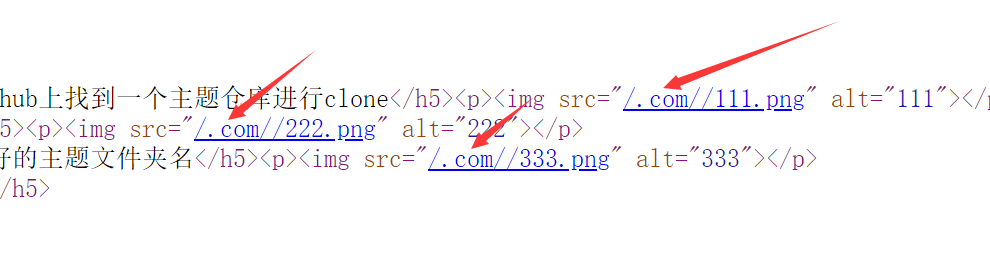 hub上找到一个主题仓库进行clone</h5><p><img src="/.com//111.png" alt="111"></p
5><p><img src="/.com//222.png" alt="222"></p>
好的主题文件夹名</h5><p><img src="/.com//333.png" alt="333"></p>
/h5>